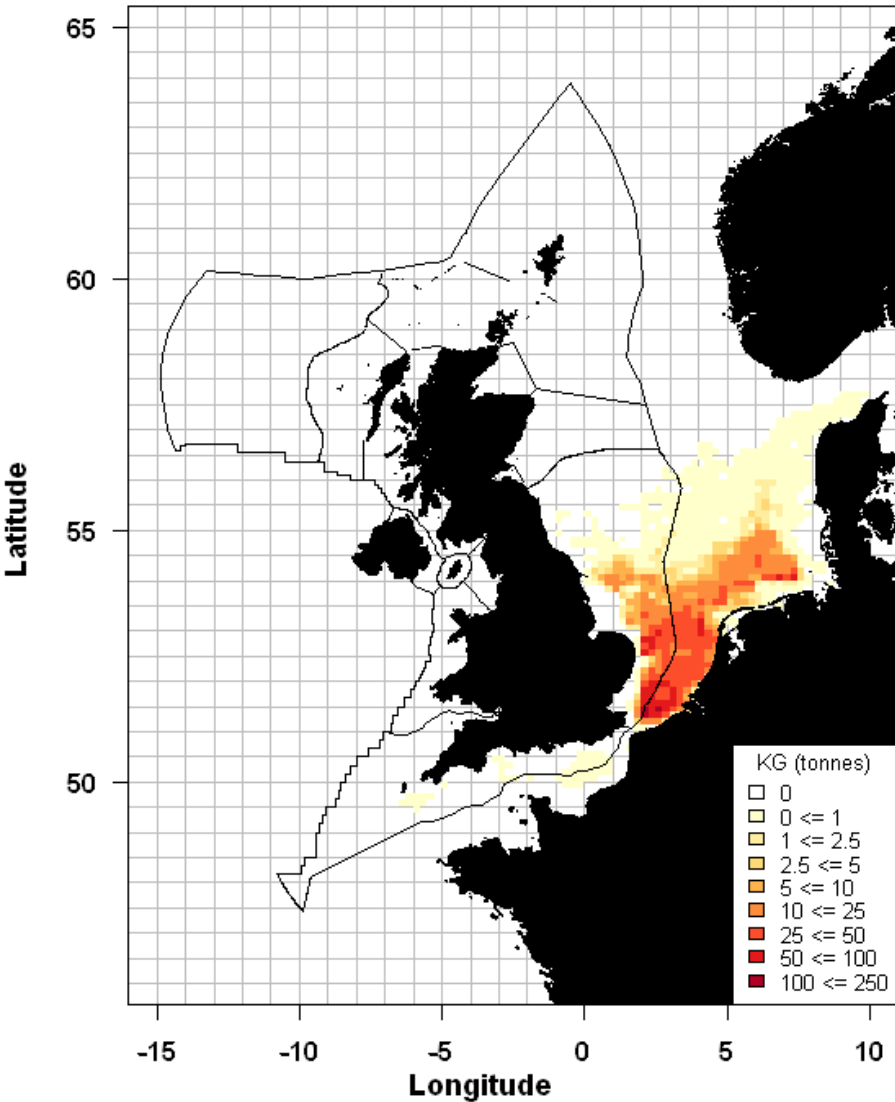 65
60
55
50
Latitude
KG (tonnes)
0
0 <= 1
1 <= 2.5
2.5 <= 5
5 <= 10
10 <= 25
25 <= 50
50 <= 100
100 <= 250
-15 -10 -5 0 5 10
Longitude